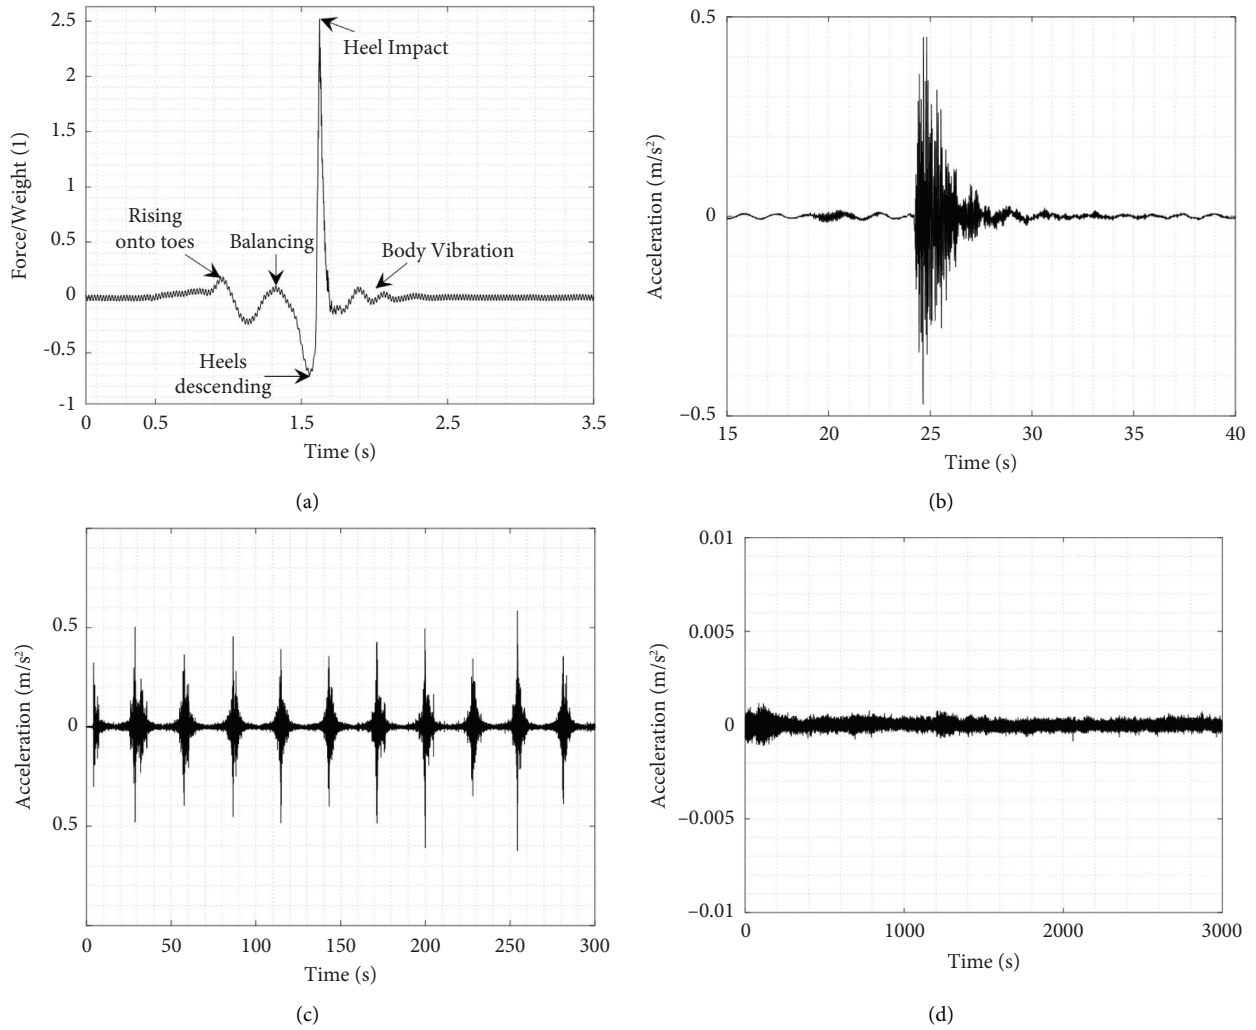 2.5
2
1.5
1
0.5
0
-0.5
-1
Force/Weight (1)
Heel Impact
Rising
onto toes
Balancing
Body Vibration
Heels
descending
0
0.5
1.5
2.5
3.5
Time (s)
(a)
0.5
0
−0.5
Acceleration (m/s²)
15
20
25
30
35
40
Time (s)
(b)
0.5
0
0.5
Acceleration (m/s²)
0
50
100
150
200
250
300
Time (s)
(c)
0.01
0.005
0
−0.005
−0.01
Acceleration (m/s²)
0
1000
2000
3000
Time (s)
(d)